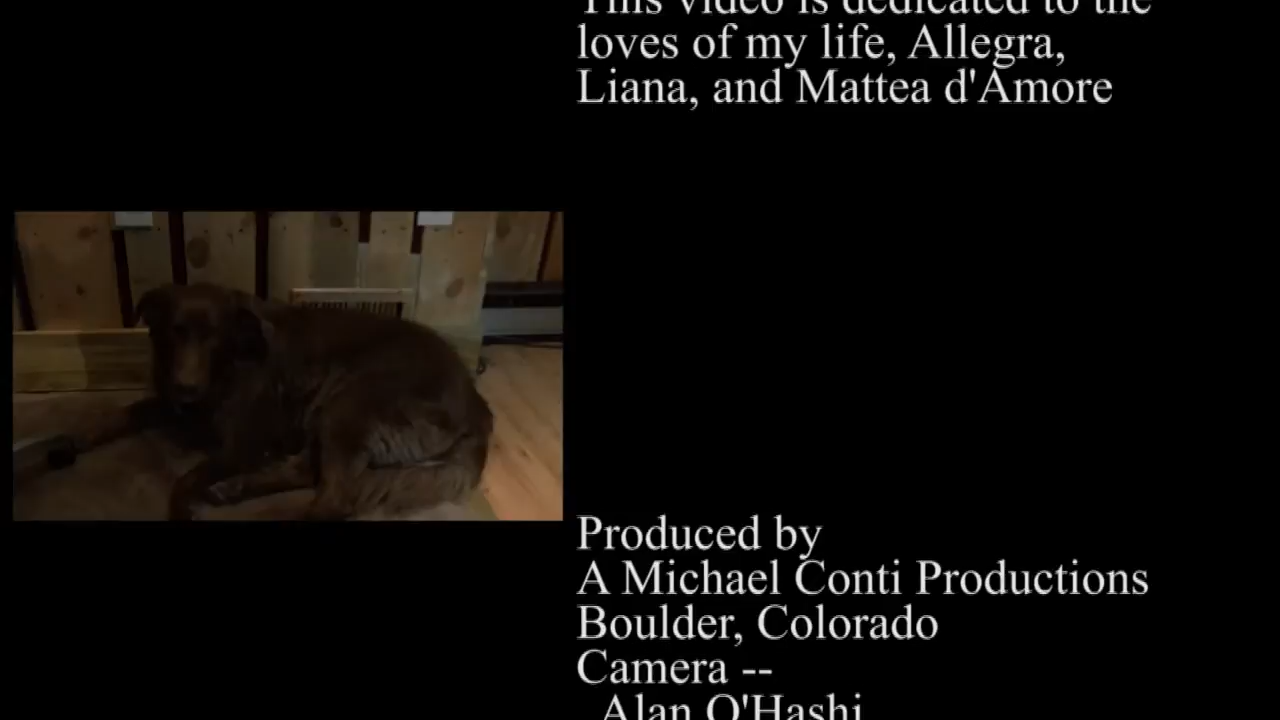 This video is dedicated to the
loves of my life, Allegra,
Liana, and Mattea d'Amore
Produced by
A Michael Conti Productions
Boulder, Colorado
Camera --
Alan O'Hashi